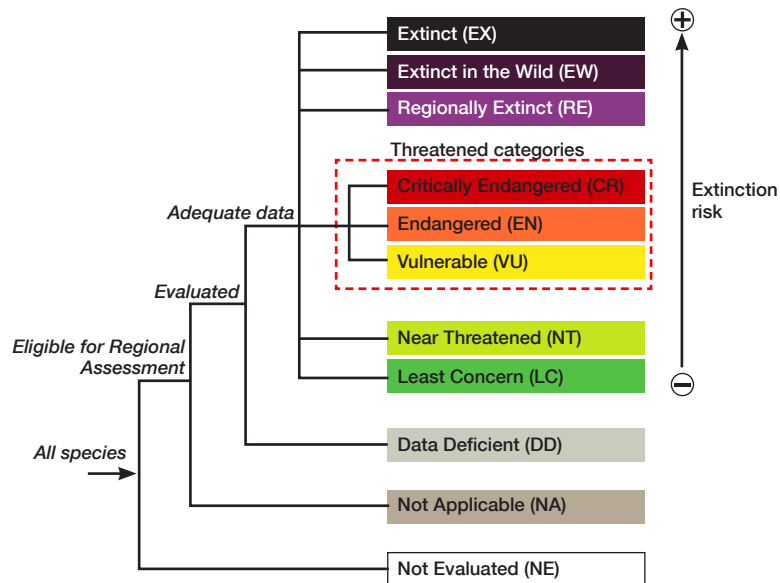 Extinct (EX)
Extinct in the Wild (EW)
Regionally Extinct (RE)
Threatened categories
Critically Endangered (CR)
Extinction
risk
Adequate data
Endangered (EN)
Vulnerable (VU)
Evaluated
Eligible for Regional
Assessment
Near Threatened (NT)
Least Concern (LC)
All species
Data Deficient (DD)
Not Applicable (NA)
Not Evaluated (NE)